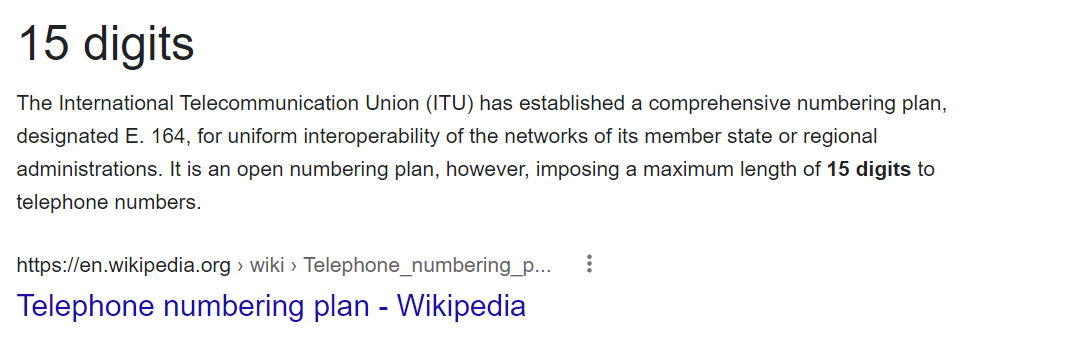 15 digits
The International Telecommunication Union (ITU) has established a comprehensive numbering plan,
designated E. 164, for uniform interoperability of the networks of its member state or regional
administrations. It is an open numbering plan, however, imposing a maximum length of 15 digits to
telephone numbers.
https://en.wikipedia.org › wiki › Telephone_numbering_p...
Telephone numbering plan - Wikipedia